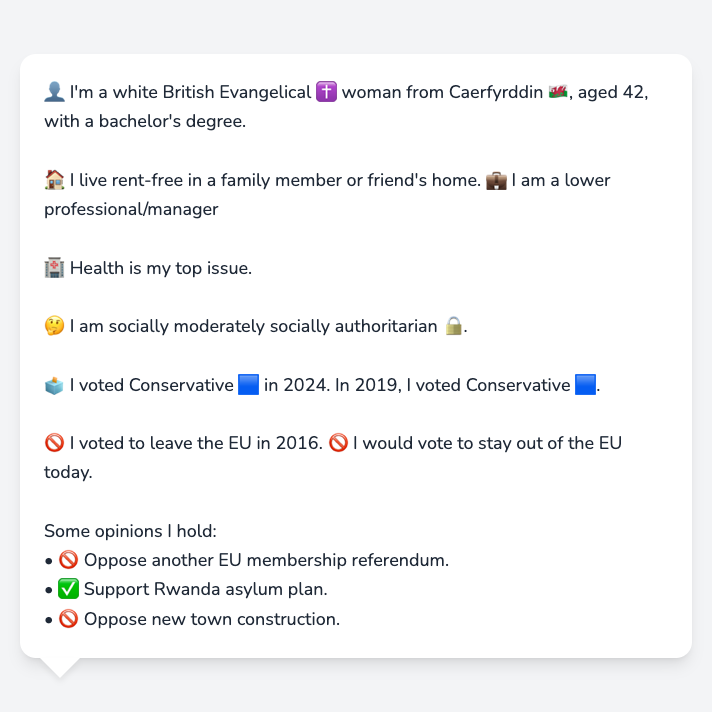 👤 I'm a white British Evangelical ✝️ woman from Caerfyrddin 🏴󠁧󠁢󠁷󠁬󠁳󠁿, aged 42,
with a bachelor's degree.
🏠 I live rent-free in a family member or friend's home. 💼 I am a lower
professional/manager
🏥 Health is my top issue.
🤔 I am socially moderately socially authoritarian 🔒.
🗳️ I voted Conservative 🟦 in 2024. In 2019, I voted Conservative 🟦.
🚫 I voted to leave the EU in 2016. 🚫 I would vote to stay out of the EU
today.
Some opinions I hold:
• 🚫 Oppose another EU membership referendum.
• ✅ Support Rwanda asylum plan.
• 🚫 Oppose new town construction.